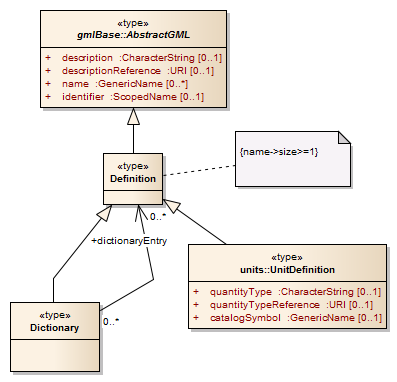 «type»
gmlBase::AbstractGML
+ description :CharacterString [0..1]
+ descriptionReference :URI [0..1]
+ name :GenericName [0..*]
+ identifier :ScopedName [0..1]
«type»
Definition
{name->size>=1}
0..*
+dictionaryEntry
«type»
units::UnitDefinition
+ quantityType :CharacterString [0..1]
+ quantityTypeReference :URI [0..1]
+ catalogSymbol :GenericName [0..1]
«type»
Dictionary
0..*